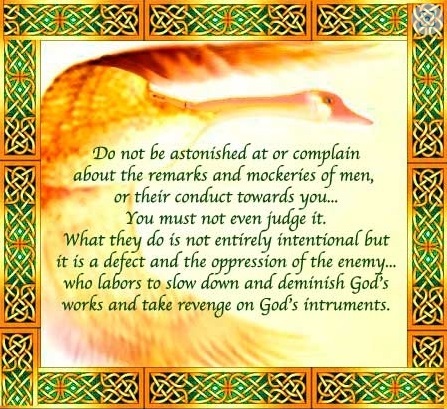 Do not be astonished at or complain
about the remarks and mockeries of men,
or their conduct towards you...
You must not even judge it.
What they do is not entirely intentional but
it is a defect and the oppression of the enemy...
who labors to slow down and deminish God's
works and take revenge on God's intruments.